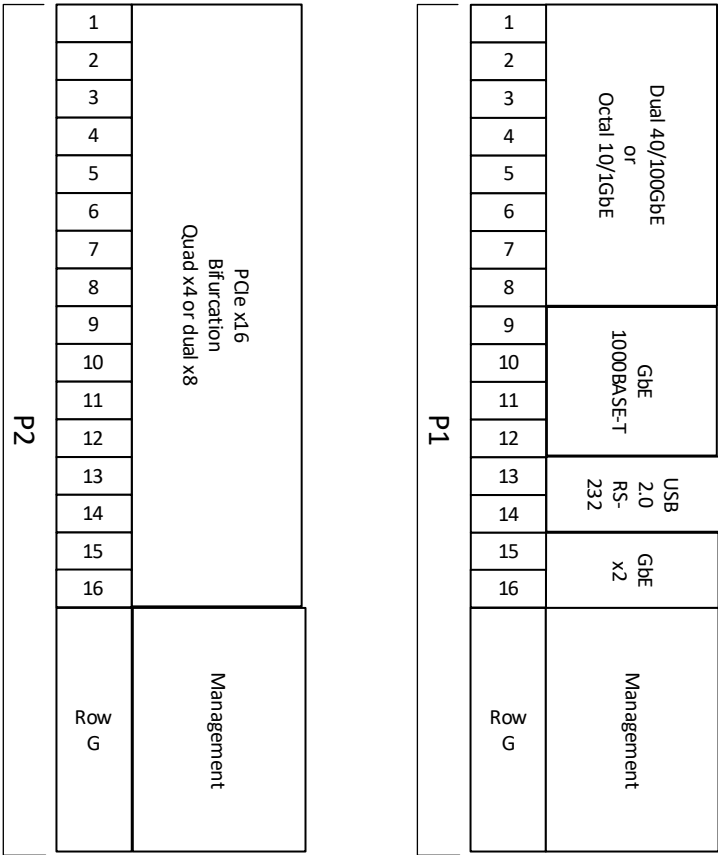 1
2
3
4
5
6
7
8
9
10
11
12
13
14
15
16
Row
G
PCIe x16
Bifurcation
Quad x4 or dual x8
Management
P2
1
2
3
4
5
6
7
8
9
10
11
12
13
14
15
16
Row
G
Dual 40/100GbE
or
Octal 10/1GbE
GbE
1000BASE-T
USB
2.0
RS-
232
GbE
x2
Management
P1